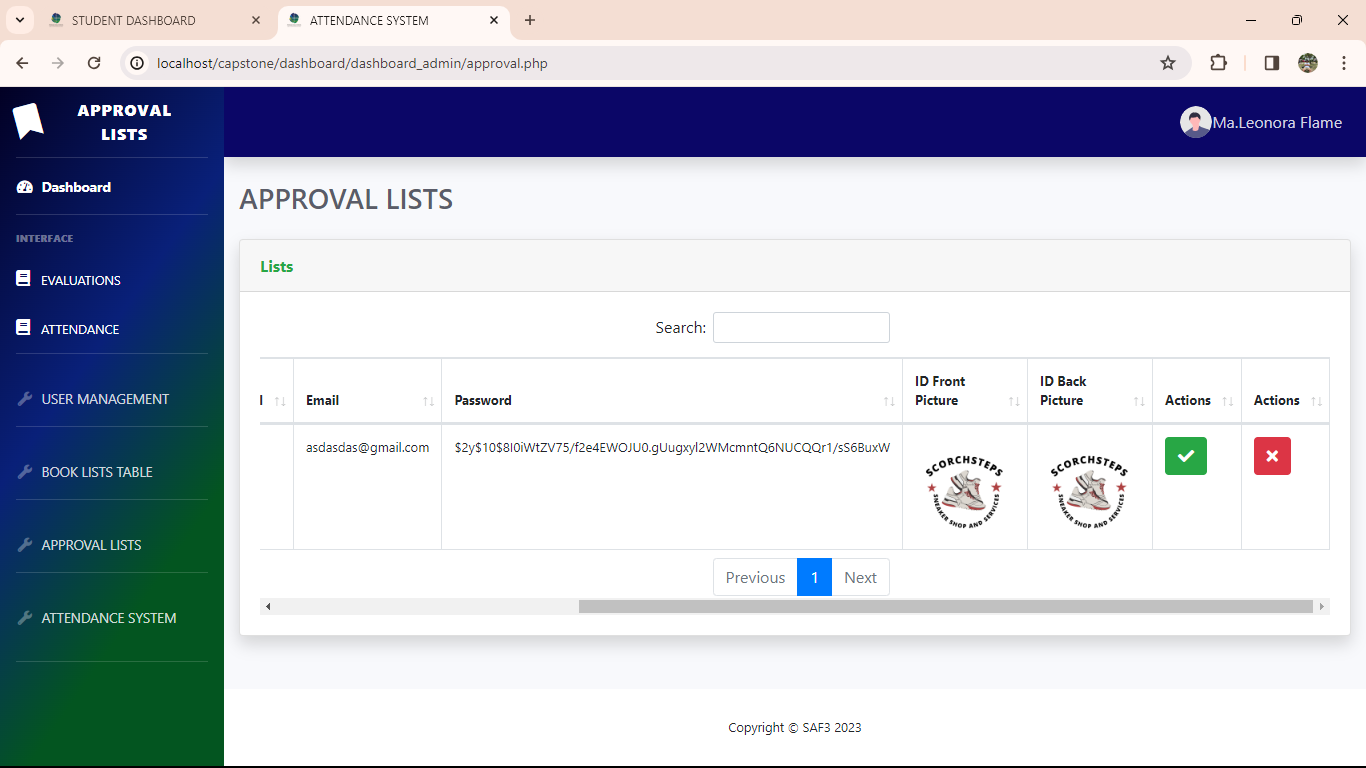 STUDENT DASHBOARD
ATTENDANCE SYSTEM
localhost/capstone/dashboard/dashboard_admin/approval.php
APPROVAL
LISTS
Ma.Leonora Flame
Dashboard
INTERFACE
EVALUATIONS
ATTENDANCE
USER MANAGEMENT
BOOK LISTS TABLE
APPROVAL LISTS
ATTENDANCE SYSTEM
APPROVAL LISTS
Lists
Search:
Email
Password
ID Front
Picture
ID Back
Picture
Actions
Actions
asdasdas@gmail.com
$2y$10$8I0iWtZV75/f2e4EWOJU0.gUugxyl2WMcmntQ6NUCQQr1/sS6BuxW
SCORCHSTEPS
SNEAKER SHOP AND SERVICES
SCORCHSTEPS
SNEAKER SHOP AND SERVICES
Previous
1
Next
Copyright © SAF3 2023